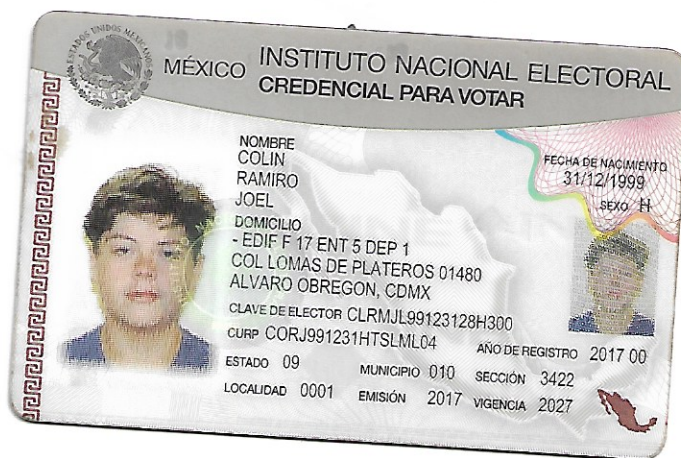 ESTADOS UNIDOS MEXICANOS
MÉXICO INSTITUTO NACIONAL ELECTORAL
CREDENCIAL PARA VOTAR
NOMBRE
COLIN
RAMIRO
JOEL
FECHA DE NACIMIENTO
31/12/1999
SEXO H
DOMICILIO
- EDIF F 17 ENT 5 DEP 1
COL LOMAS DE PLATEROS 01480
ALVARO OBREGON, CDMX
CLAVE DE ELECTOR CLRMJL99123128H300
CURP CORJ991231HTSLML04 AÑO DE REGISTRO 2017 00
ESTADO 09 MUNICIPIO 010 SECCIÓN 3422
LOCALIDAD 0001 EMISIÓN 2017 VIGENCIA 2027